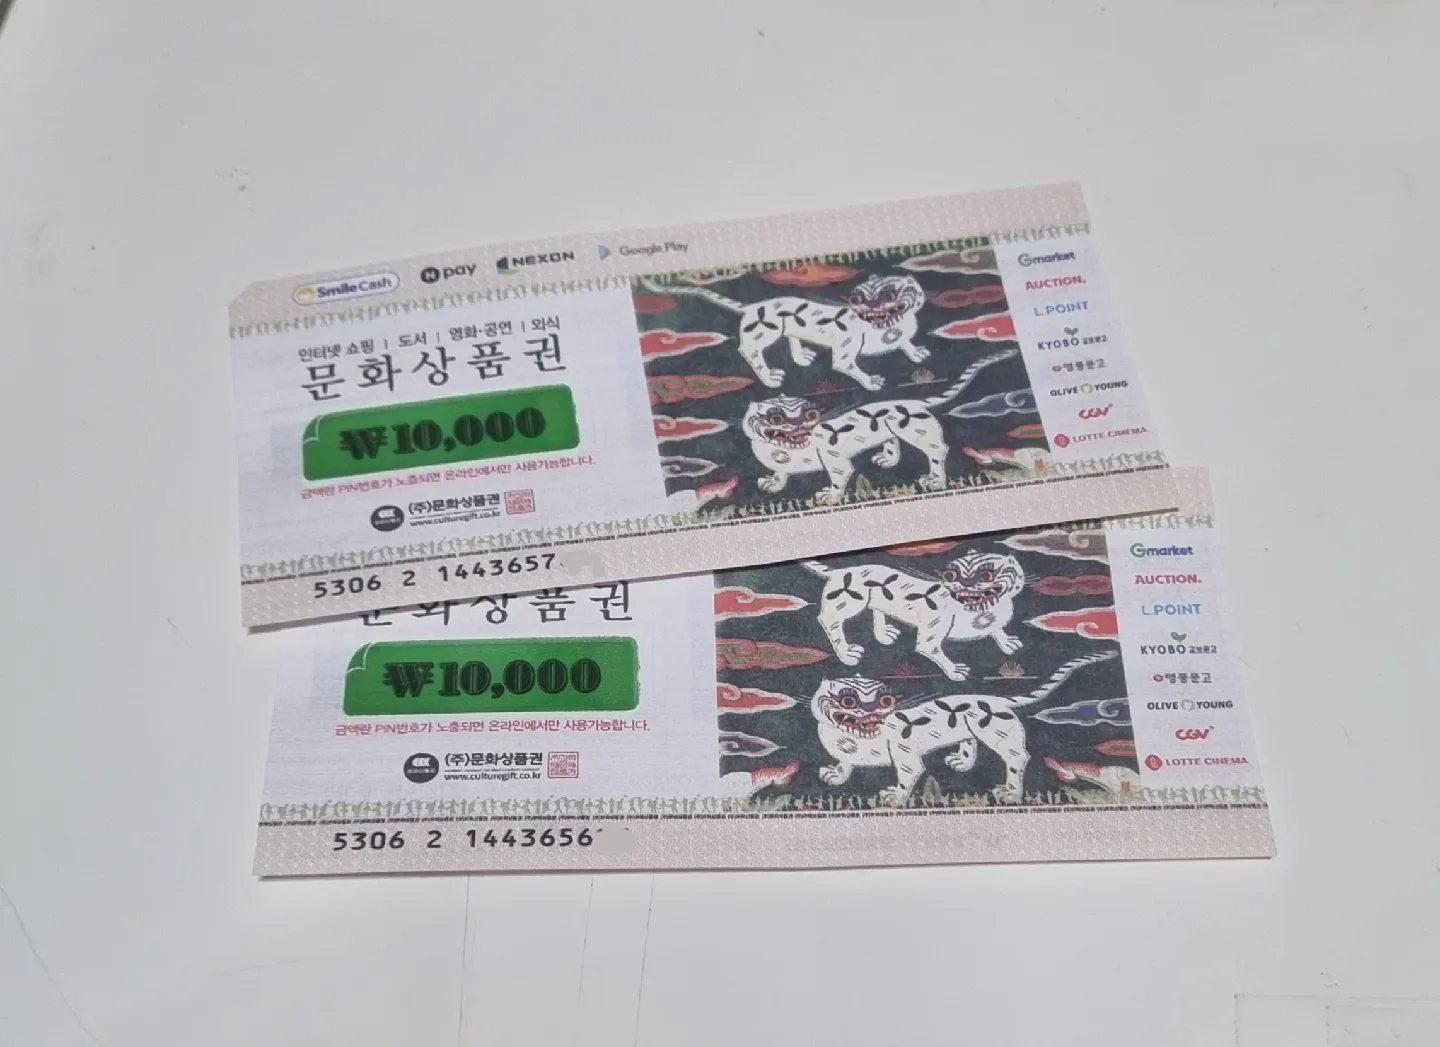 SmileCash N pay NEXON Google Play
인터넷 쇼핑 | 도서 | 영화·공연 | 외식
문화상품권
₩10,000
금액란 PIN번호가 노출되면 온라인에서만 사용가능합니다.
(주)문화상품권
www.culturegift.co.kr
5306 2 1443657
Gmarket
AUCTION.
L.POINT
KYOBO 교보문고
영풍문고
OLIVE YOUNG
CGV
LOTTE CINEMA
문화상품권
₩10,000
금액란 PIN번호가 노출되면 온라인에서만 사용가능합니다.
(주)문화상품권
www.culturegift.co.kr
5306 2 1443656
Gmarket
AUCTION.
L.POINT
KYOBO 교보문고
영풍문고
OLIVE YOUNG
CGV
LOTTE CINEMA